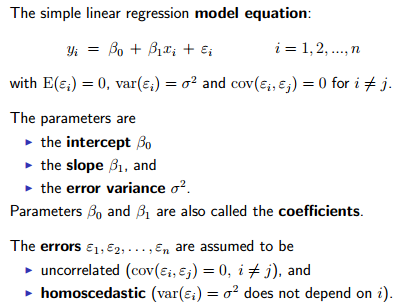 The simple linear regression model equation:
yᵢ = β₀ + β₁xᵢ + εᵢ i = 1, 2, ..., n
with E(εᵢ) = 0, var(εᵢ) = σ² and cov(εᵢ, εⱼ) = 0 for i ≠ j.
The parameters are
▸ the intercept β₀
▸ the slope β₁, and
▸ the error variance σ².
Parameters β₀ and β₁ are also called the coefficients.
The errors ε₁, ε₂, . . . , εₙ are assumed to be
▸ uncorrelated (cov(εᵢ, εⱼ) = 0, i ≠ j), and
▸ homoscedastic (var(εᵢ) = σ² does not depend on i).